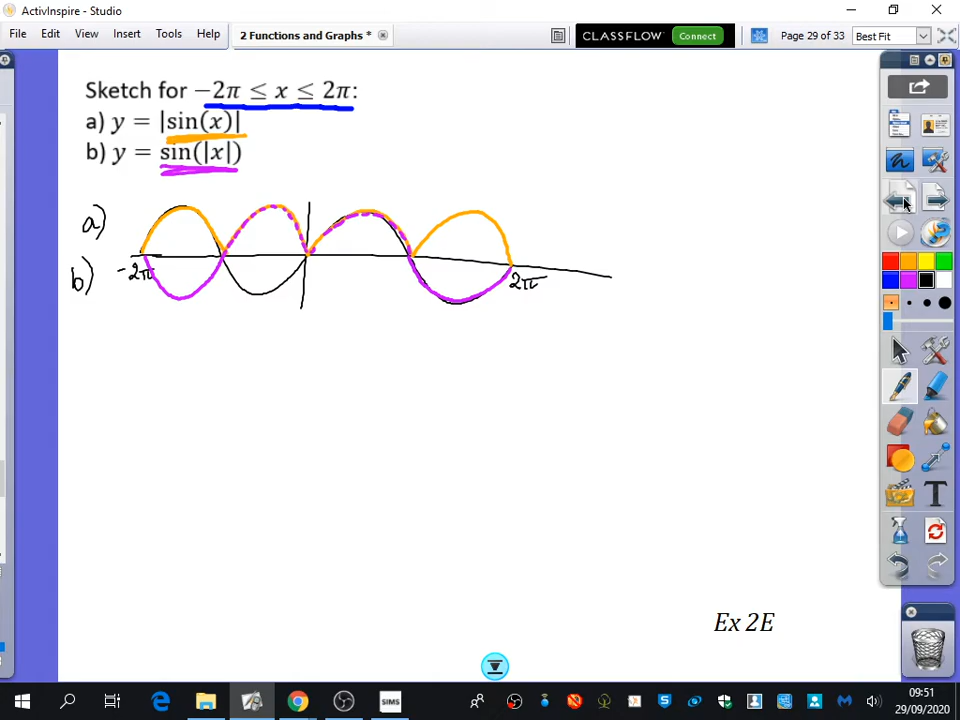 ActivInspire - Studio
File Edit View Insert Tools Help 2 Functions and Graphs * CLASSFLOW Connect Page 29 of 33 Best Fit
Sketch for −2π ≤ x ≤ 2π:
a) y = |sin(x)|
b) y = sin(|x|)
a)
b) -2π 2π
Ex 2E
SIMS 09:51
29/09/2020